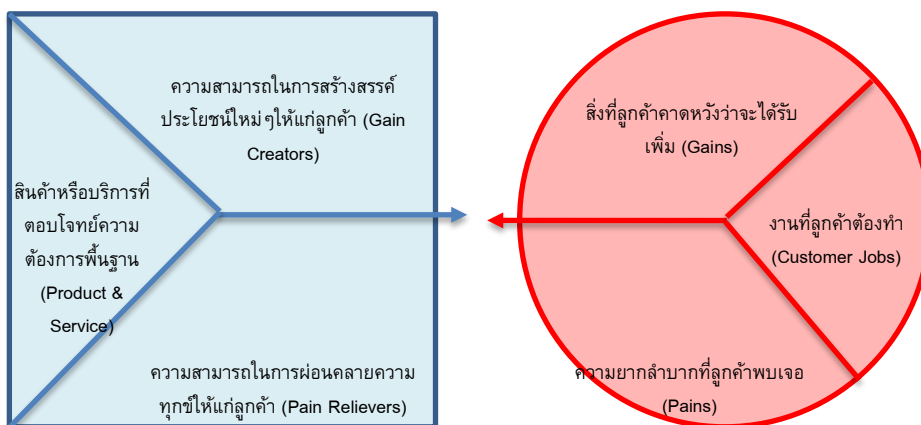 ความสามารถในการสร้างสรรค์
ประโยชน์ใหม่ๆให้แก่ลูกค้า (Gain
Creators)
สินค้าหรือบริการที่
ตอบโจทย์ความ
ต้องการพื้นฐาน
(Product &
Service)
ความสามารถในการผ่อนคลายความ
ทุกข์ให้แก่ลูกค้า (Pain Relievers)
สิ่งที่ลูกค้าคาดหวังว่าจะได้รับ
เพิ่ม (Gains)
งานที่ลูกค้าต้องทำ
(Customer Jobs)
ความยากลำบากที่ลูกค้าพบเจอ
(Pains)